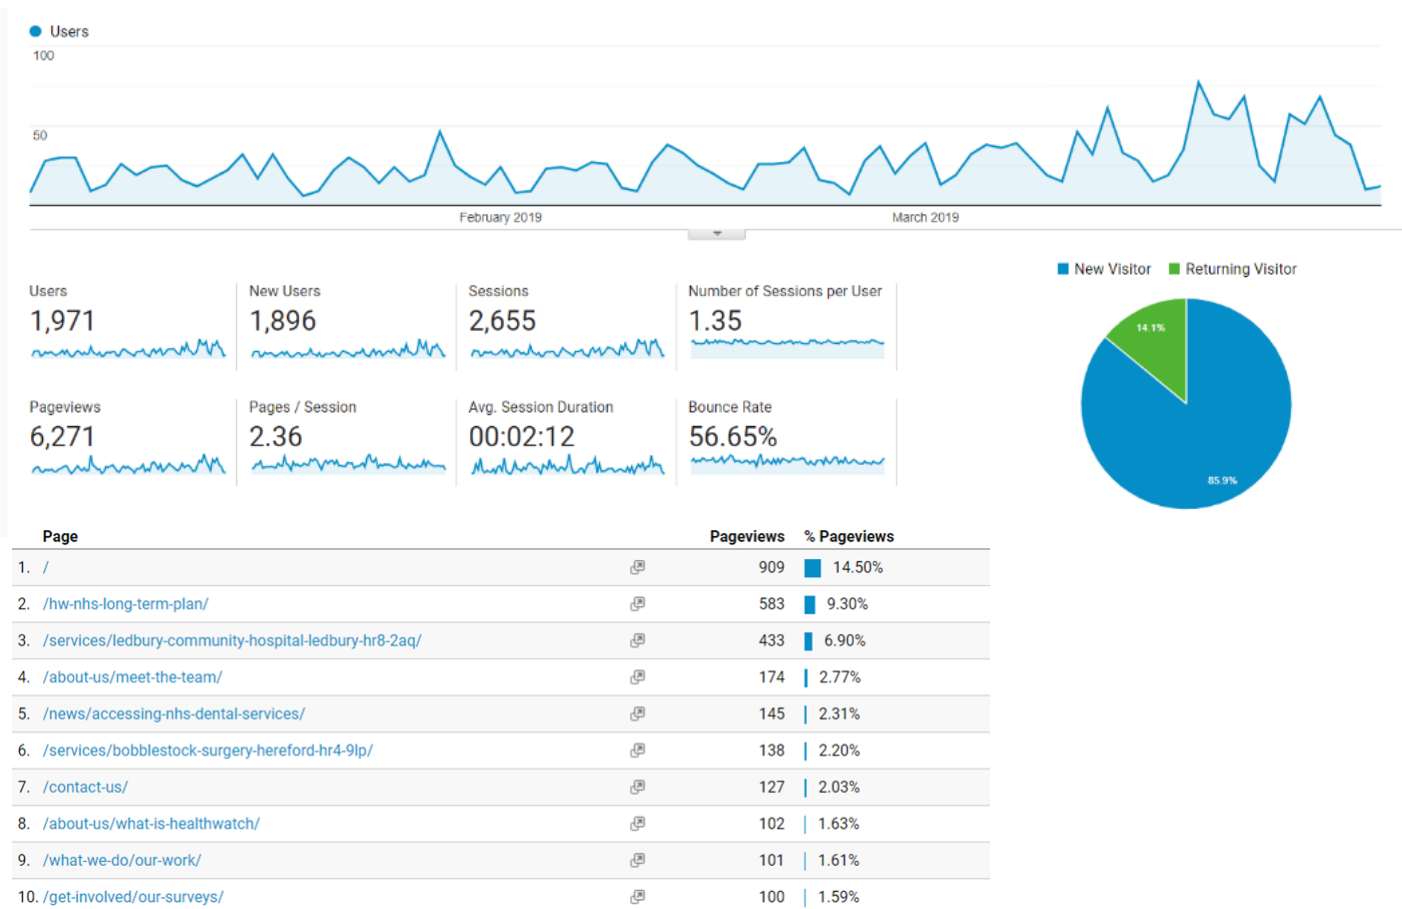 Users
100
50
February 2019
March 2019
New Visitor Returning Visitor
Users
1,971
New Users
1,896
Sessions
2,655
Number of Sessions per User
1.35
14.1%
85.9%
Pageviews
6,271
Pages / Session
2.36
Avg. Session Duration
00:02:12
Bounce Rate
56.65%
Page Pageviews % Pageviews
1. / 909 14.50%
2. /hw-nhs-long-term-plan/ 583 9.30%
3. /services/ledbury-community-hospital-ledbury-hr8-2aq/ 433 6.90%
4. /about-us/meet-the-team/ 174 2.77%
5. /news/accessing-nhs-dental-services/ 145 2.31%
6. /services/bobblestock-surgery-hereford-hr4-9lp/ 138 2.20%
7. /contact-us/ 127 2.03%
8. /about-us/what-is-healthwatch/ 102 1.63%
9. /what-we-do/our-work/ 101 1.61%
10. /get-involved/our-surveys/ 100 1.59%